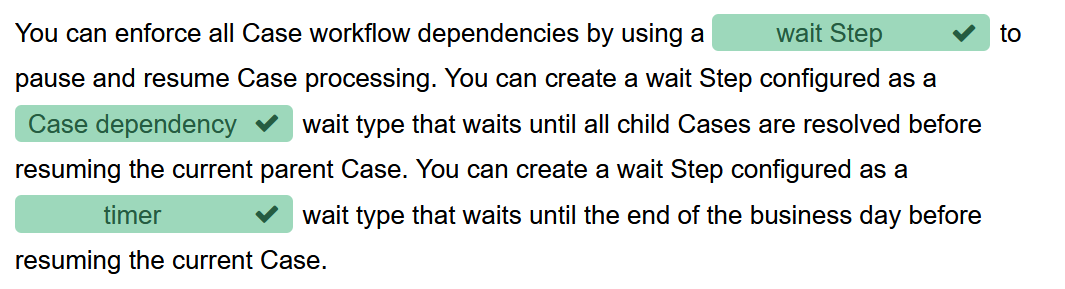 You can enforce all Case workflow dependencies by using a wait Step ✔ to
pause and resume Case processing. You can create a wait Step configured as a
Case dependency ✔ wait type that waits until all child Cases are resolved before
resuming the current parent Case. You can create a wait Step configured as a
timer ✔ wait type that waits until the end of the business day before
resuming the current Case.